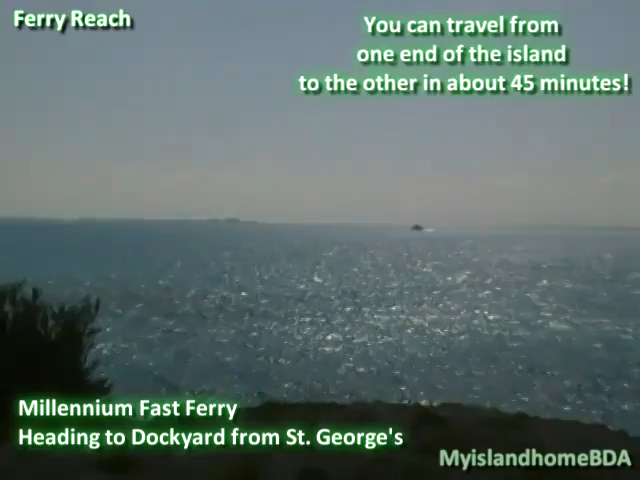 Ferry Reach
You can travel from
one end of the island
to the other in about 45 minutes!
Millennium Fast Ferry
Heading to Dockyard from St. George's
MyislandhomeBDA